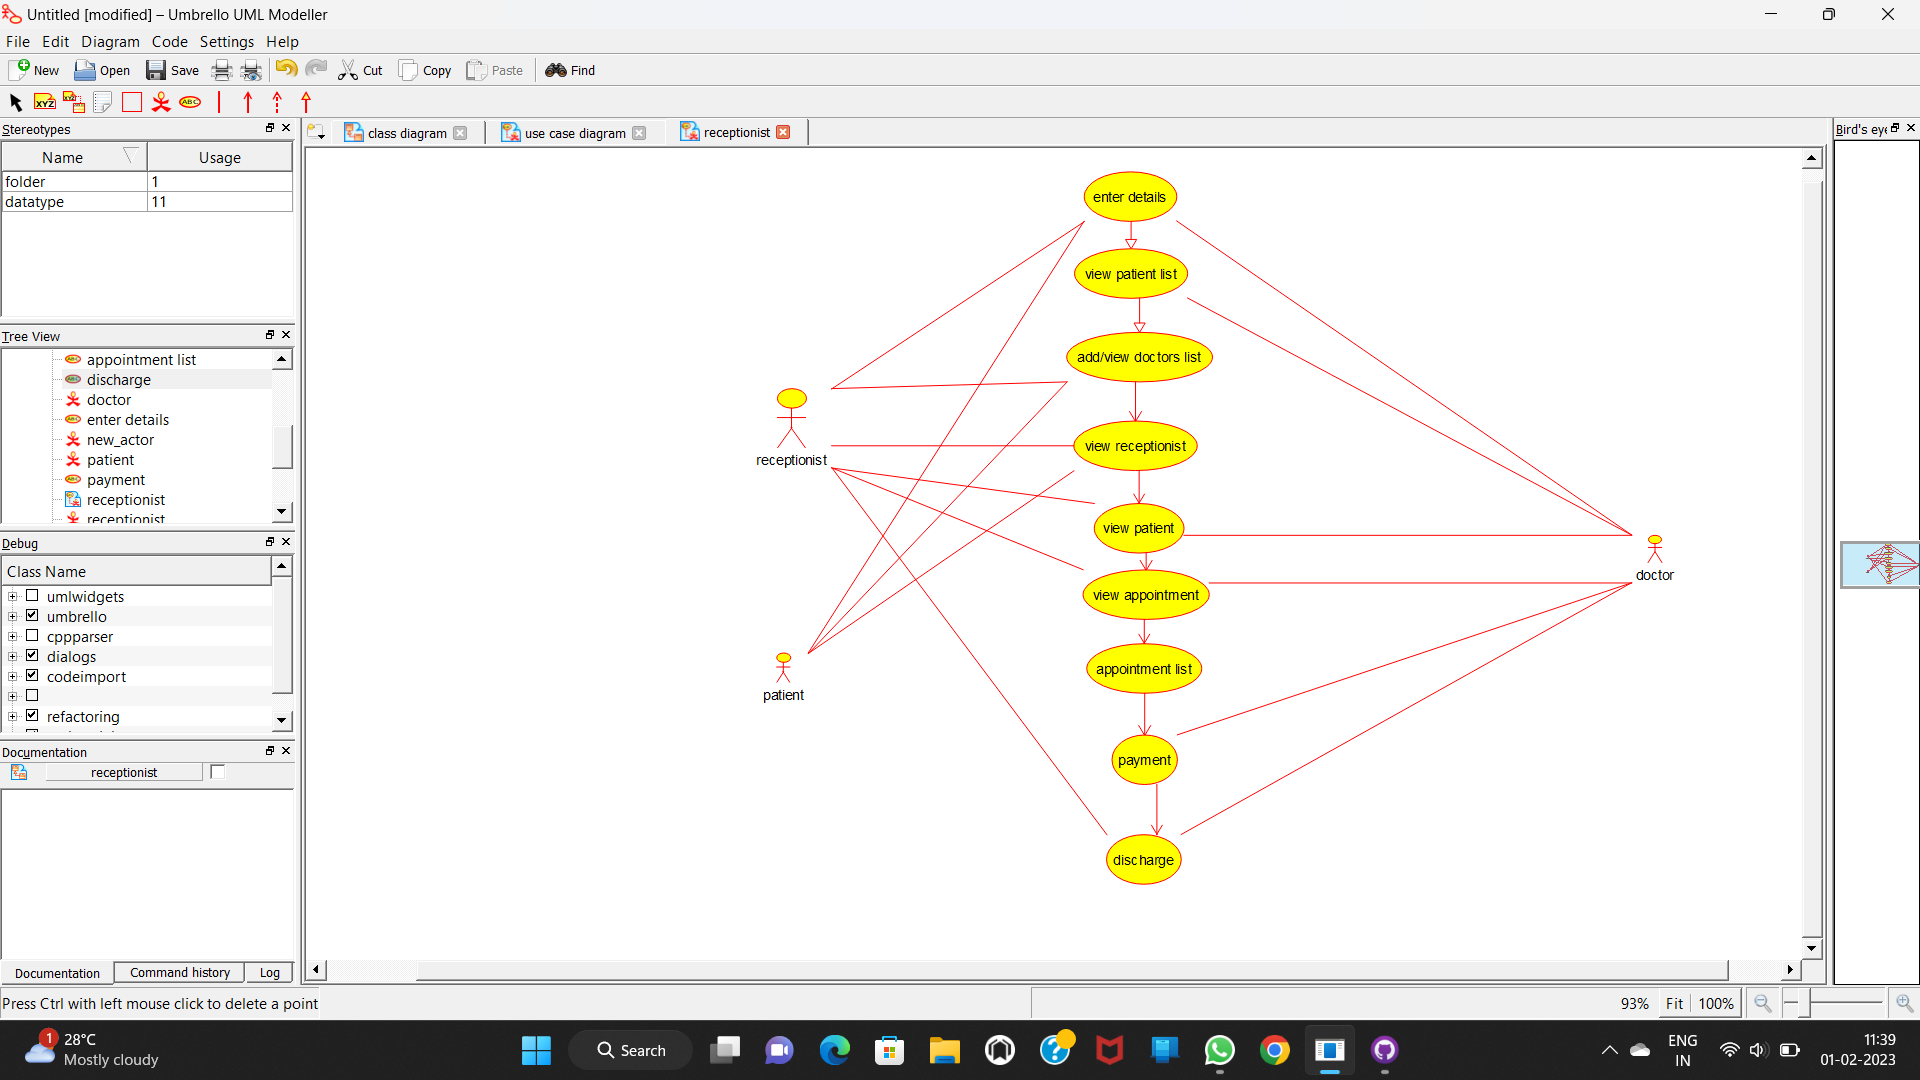 Untitled [modified] – Umbrello UML Modeller
File Edit Diagram Code Settings Help
New Open Save Cut Copy Paste Find
XYZ XYZ ABC
Stereotypes
Name Usage
folder 1
datatype 11
Tree View
appointment list
discharge
doctor
enter details
new_actor
patient
payment
receptionist
receptionist
Debug
Class Name
umlwidgets
umbrello
cppparser
dialogs
codeimport
refactoring
Documentation
receptionist
Documentation Command history Log
class diagram use case diagram receptionist
enter details
view patient list
add/view doctors list
view receptionist
receptionist
view patient
doctor
view appointment
appointment list
patient
payment
discharge
Bird's eye
Press Ctrl with left mouse click to delete a point
93% Fit 100%
1 28°C
Mostly cloudy
Search
ENG
IN
11:39
01-02-2023